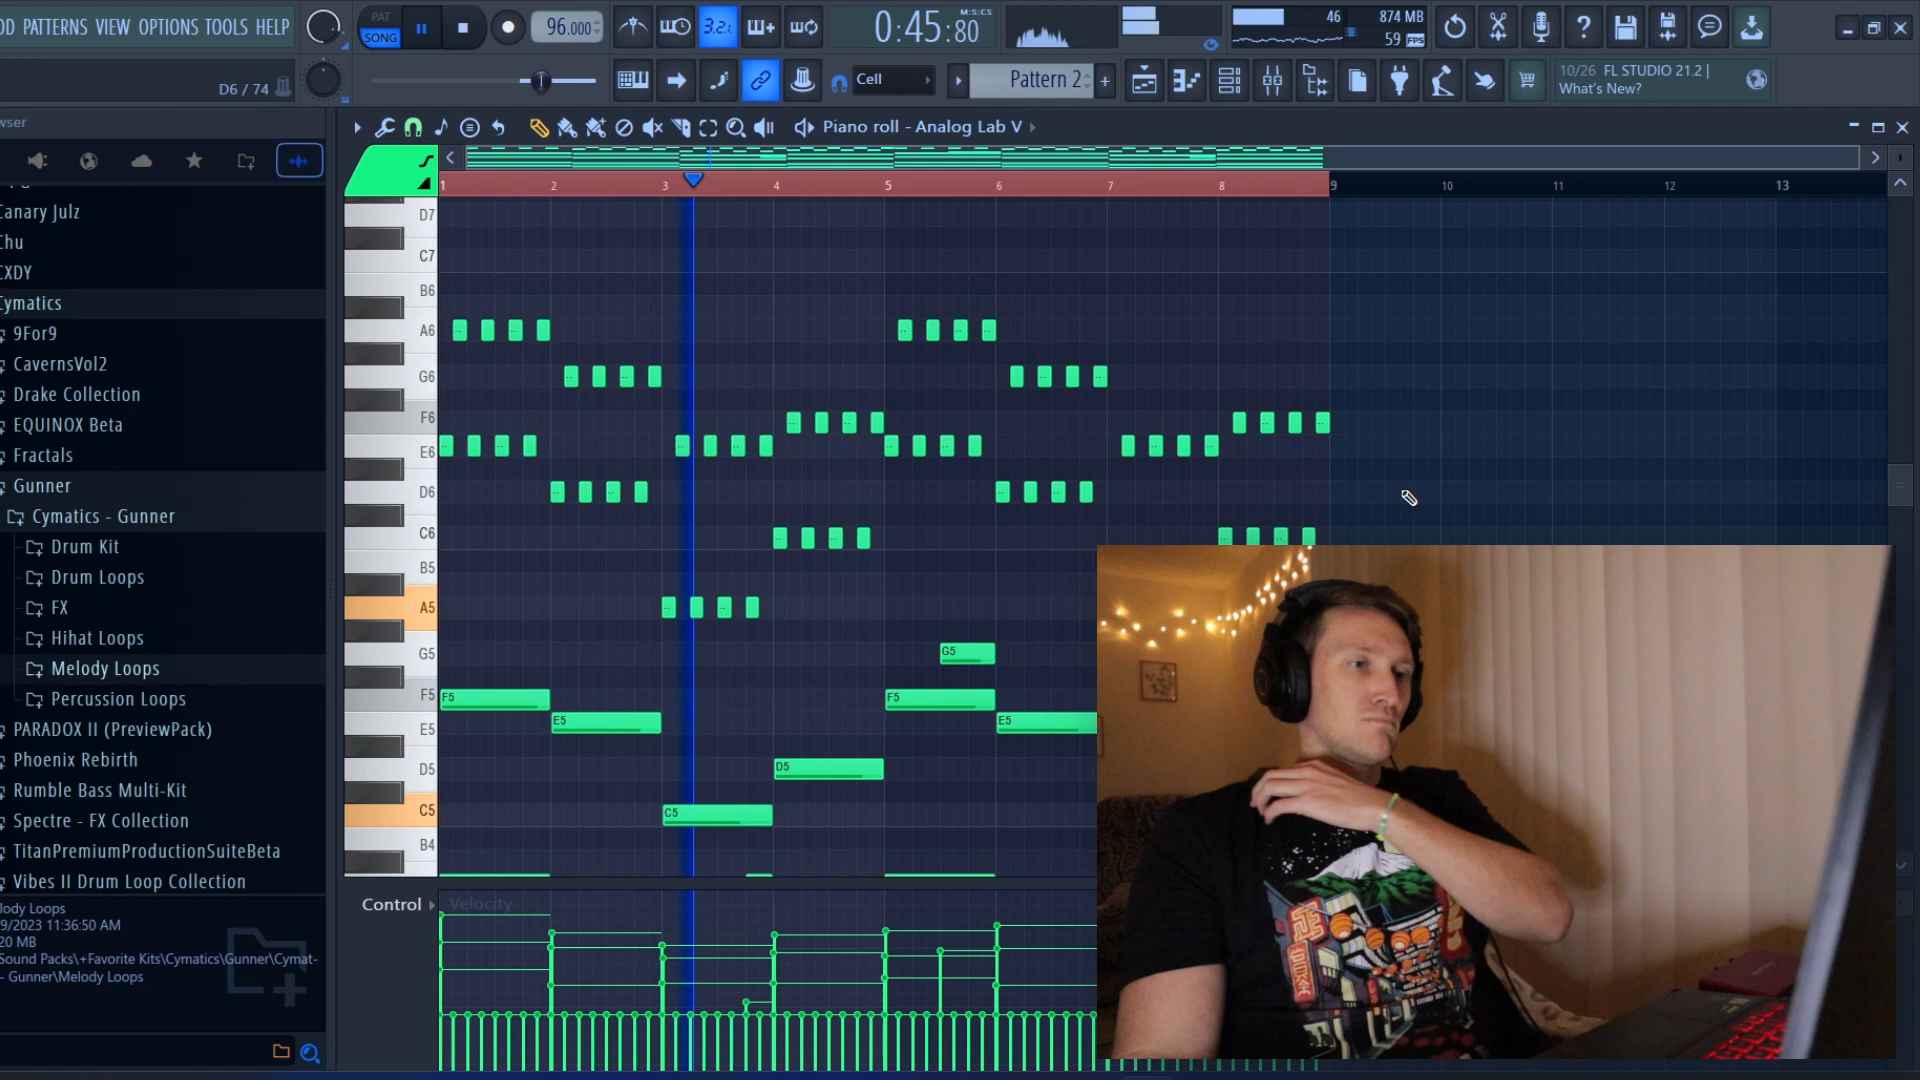 OD PATTERNS VIEW OPTIONS TOOLS HELP
PAT
SONG
96.000
3.2.
0:45:80
M:S:CS
46
874 MB
59 FPS
D6 / 74
Cell
Pattern 2
10/26 FL STUDIO 21.2 |
What's New?
wser
Piano roll - Analog Lab V
1 2 3 4 5 6 7 8 9 10 11 12 13
Canary Julz
Chu
CXDY
Cymatics
9For9
CavernsVol2
Drake Collection
EQUINOX Beta
Fractals
Gunner
Cymatics - Gunner
Drum Kit
Drum Loops
FX
Hihat Loops
Melody Loops
Percussion Loops
PARADOX II (PreviewPack)
Phoenix Rebirth
Rumble Bass Multi-Kit
Spectre - FX Collection
TitanPremiumProductionSuiteBeta
Vibes II Drum Loop Collection
lody Loops
9/2023 11:36:50 AM
20 MB
Sound Packs\+Favorite Kits\Cymatics\Gunner\Cymat-
- Gunner\Melody Loops
D7
C7
B6
A6
G6
F6
E6
D6
C6
B5
A5
G5 G5
F5 F5 F5
E5 E5 E5
D5 D5
C5 C5
B4
Control Velocity